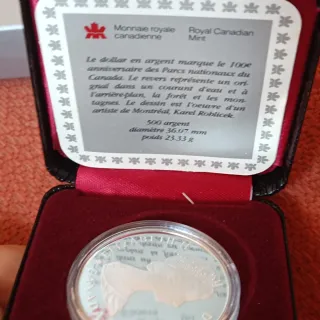 Monnaie royale canadienne
Royal Canadian Mint
Le dollar en argent marque le 100e
anniversaire des Parcs nationaux du
Canada. Le revers représente un ori-
gnal dans un courant d'eau et à
l'arrière-plan, la forêt et les mon-
tagnes. Le dessin est l'oeuvre d'un
artiste de Montréal, Karel Rohlicek.
500 argent
diamètre 36.07 mm
poids 23.33 g